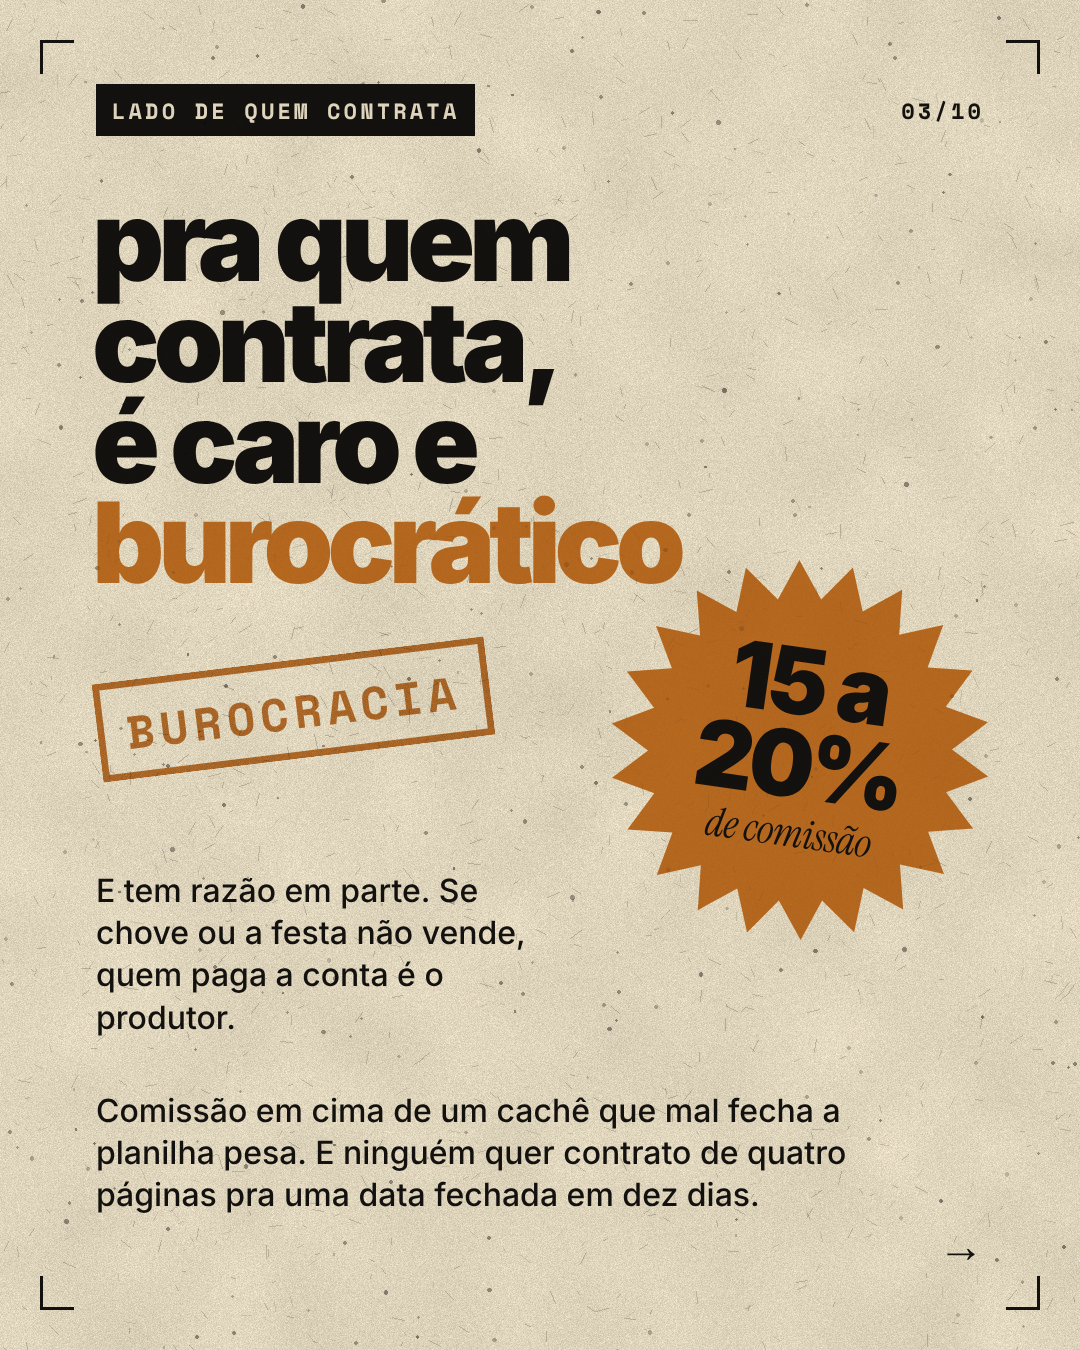 LADO DE QUEM CONTRATA
03/10
pra quem
contrata,
é caro e
burocrático
BUROCRACIA
15 a
20%
de comissão
E tem razão em parte. Se
chove ou a festa não vende,
quem paga a conta é o
produtor.
Comissão em cima de um cachê que mal fecha a
planilha pesa. E ninguém quer contrato de quatro
páginas pra uma data fechada em dez dias.
→